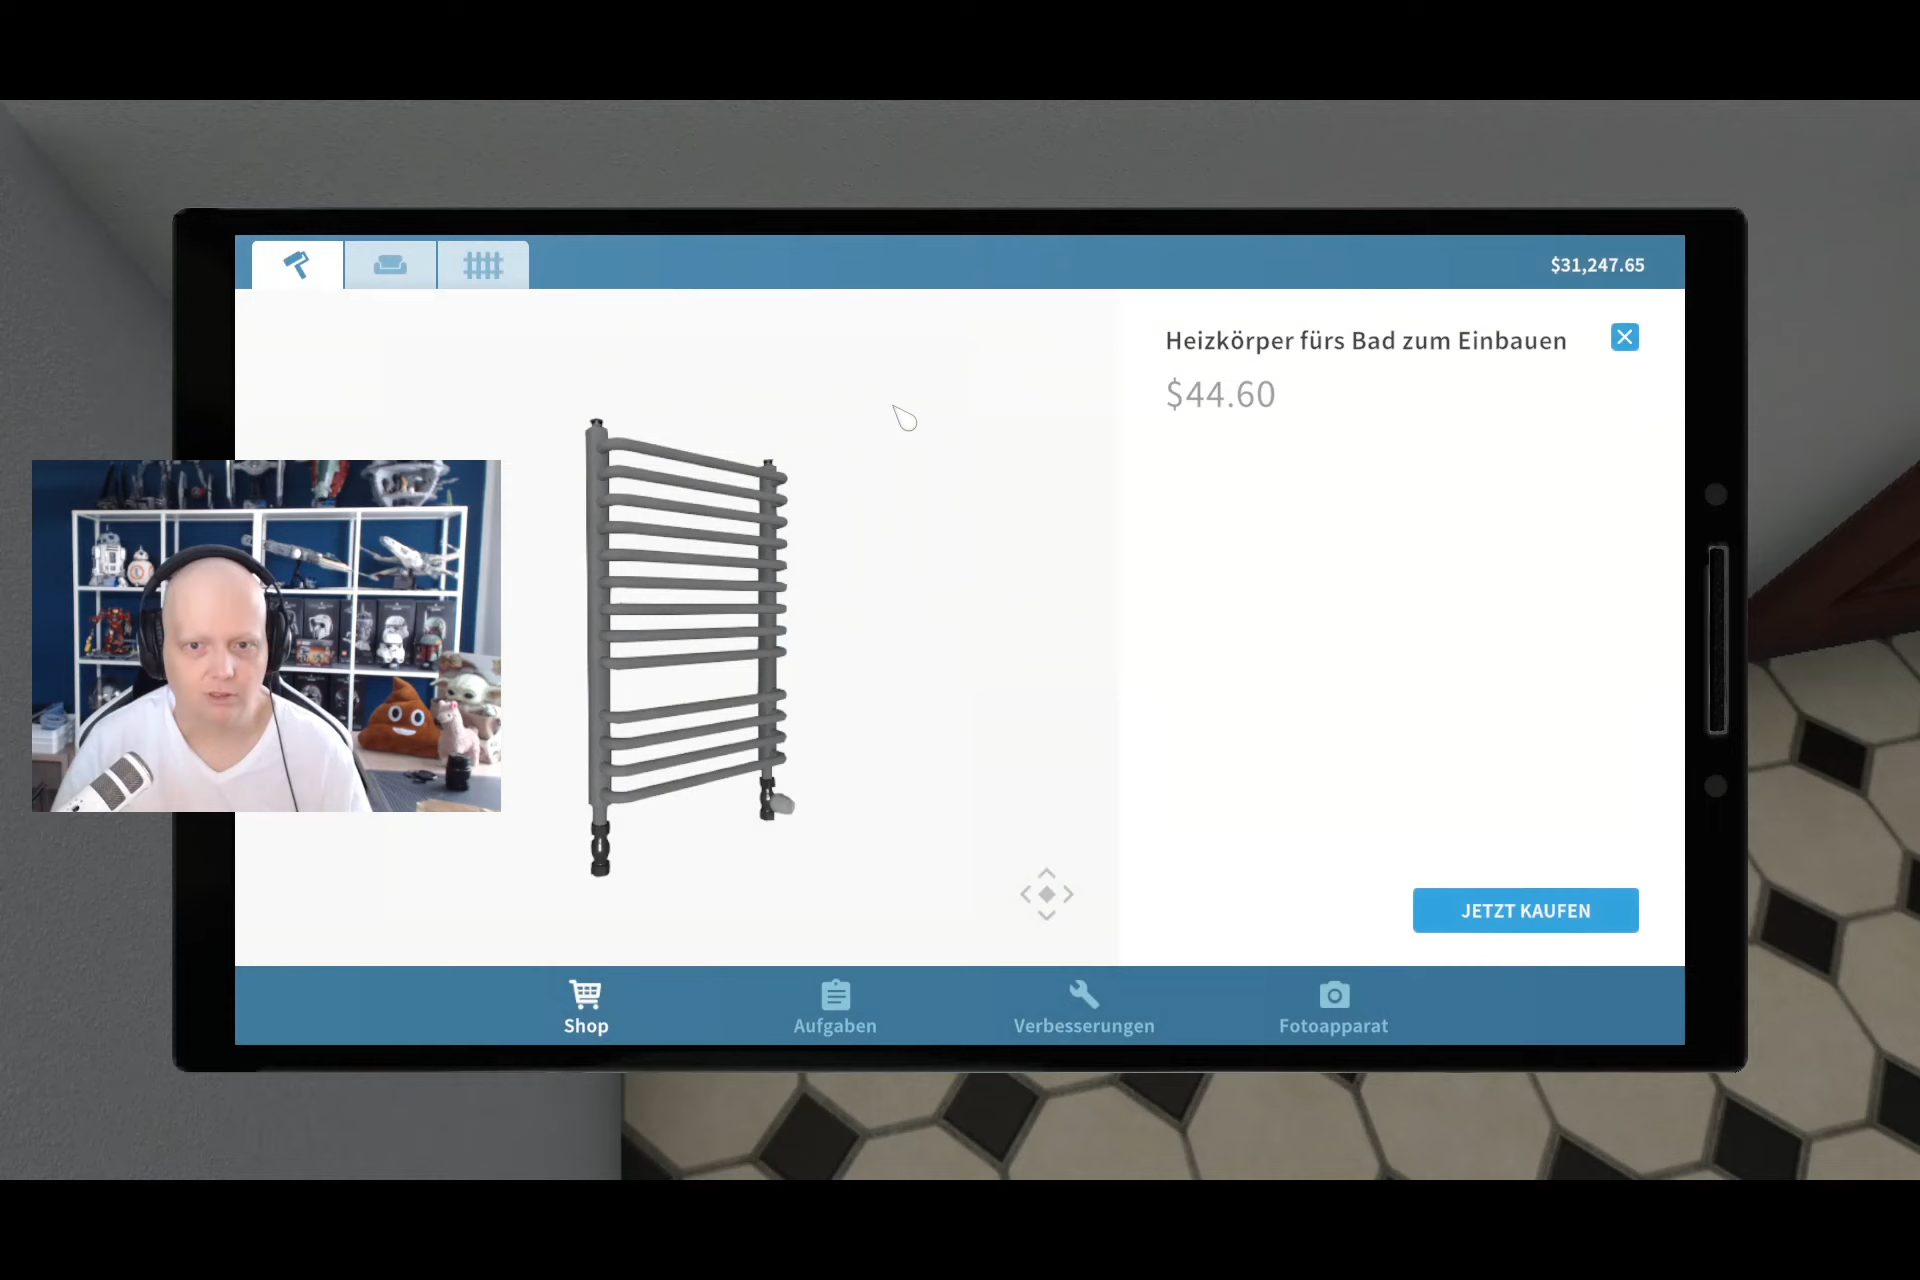 $31,247.65
Heizkörper fürs Bad zum Einbauen
$44.60
JETZT KAUFEN
Shop
Aufgaben
Verbesserungen
Fotoapparat